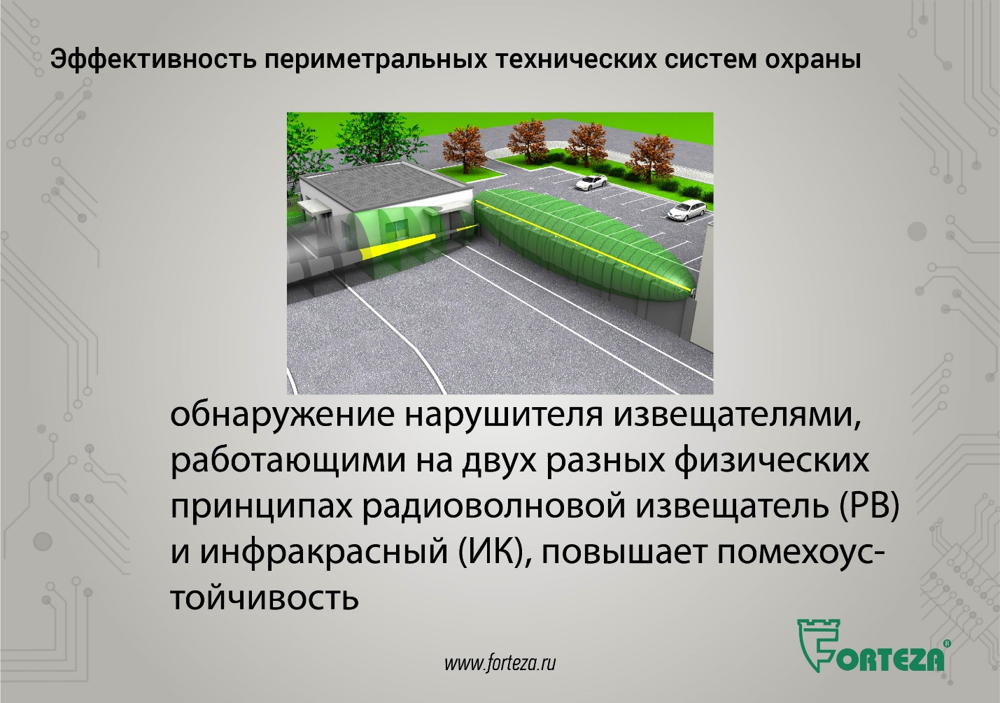 Эффективность периметральных технических систем охраны
обнаружение нарушителя извещателями,
работающими на двух разных физических
принципах радиоволновой извещатель (РВ)
и инфракрасный (ИК), повышает помехоус-
тойчивость
www.forteza.ru
FORTEZA®